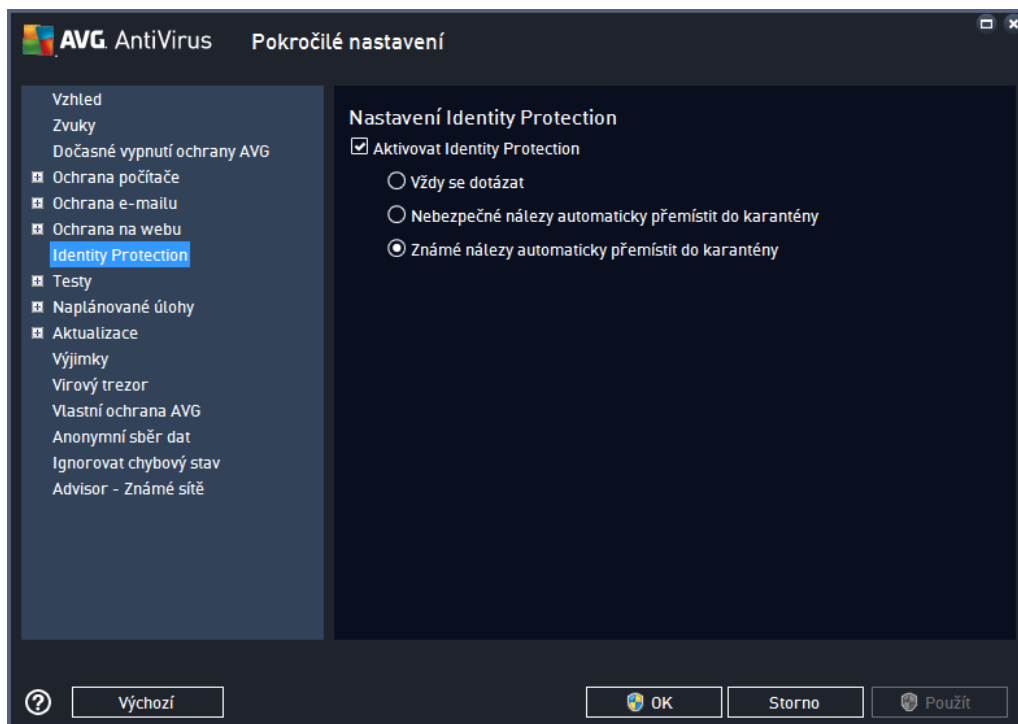 AVG. AntiVirus Pokročilé nastavení
Vzhled
Zvuky
Dočasné vypnutí ochrany AVG
Ochrana počítače
Ochrana e-mailu
Ochrana na webu
Identity Protection
Testy
Naplánované úlohy
Aktualizace
Výjimky
Virový trezor
Vlastní ochrana AVG
Anonymní sběr dat
Ignorovat chybový stav
Advisor - Známé sítě
Nastavení Identity Protection
Aktivovat Identity Protection
Vždy se dotázat
Nebezpečné nálezy automaticky přemístit do karantény
Známé nálezy automaticky přemístit do karantény
? Výchozí OK Storno Použít